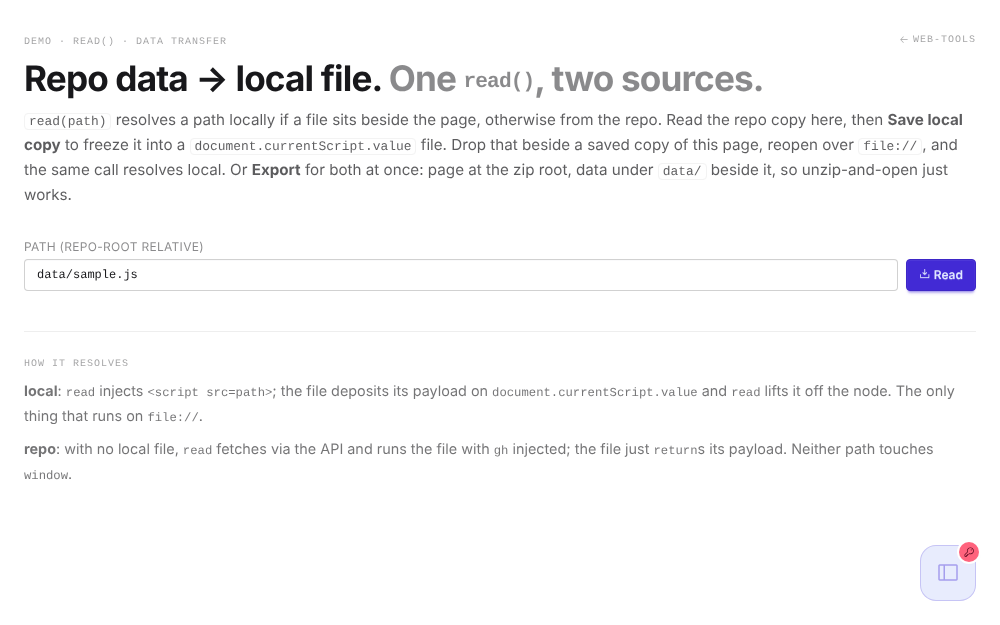 DEMO · READ() · DATA TRANSFER
← WEB-TOOLS
Repo data → local file. One read(), two sources.
read(path) resolves a path locally if a file sits beside the page, otherwise from the repo. Read the repo copy here, then Save local
copy to freeze it into a document.currentScript.value file. Drop that beside a saved copy of this page, reopen over file://, and
the same call resolves local. Or Export for both at once: page at the zip root, data under data/ beside it, so unzip-and-open just
works.
PATH (REPO-ROOT RELATIVE)
data/sample.js
Read
HOW IT RESOLVES
local: read injects <script src=path>; the file deposits its payload on document.currentScript.value and read lifts it off the node. The only
thing that runs on file://.
repo: with no local file, read fetches via the API and runs the file with gh injected; the file just returns its payload. Neither path touches
window.